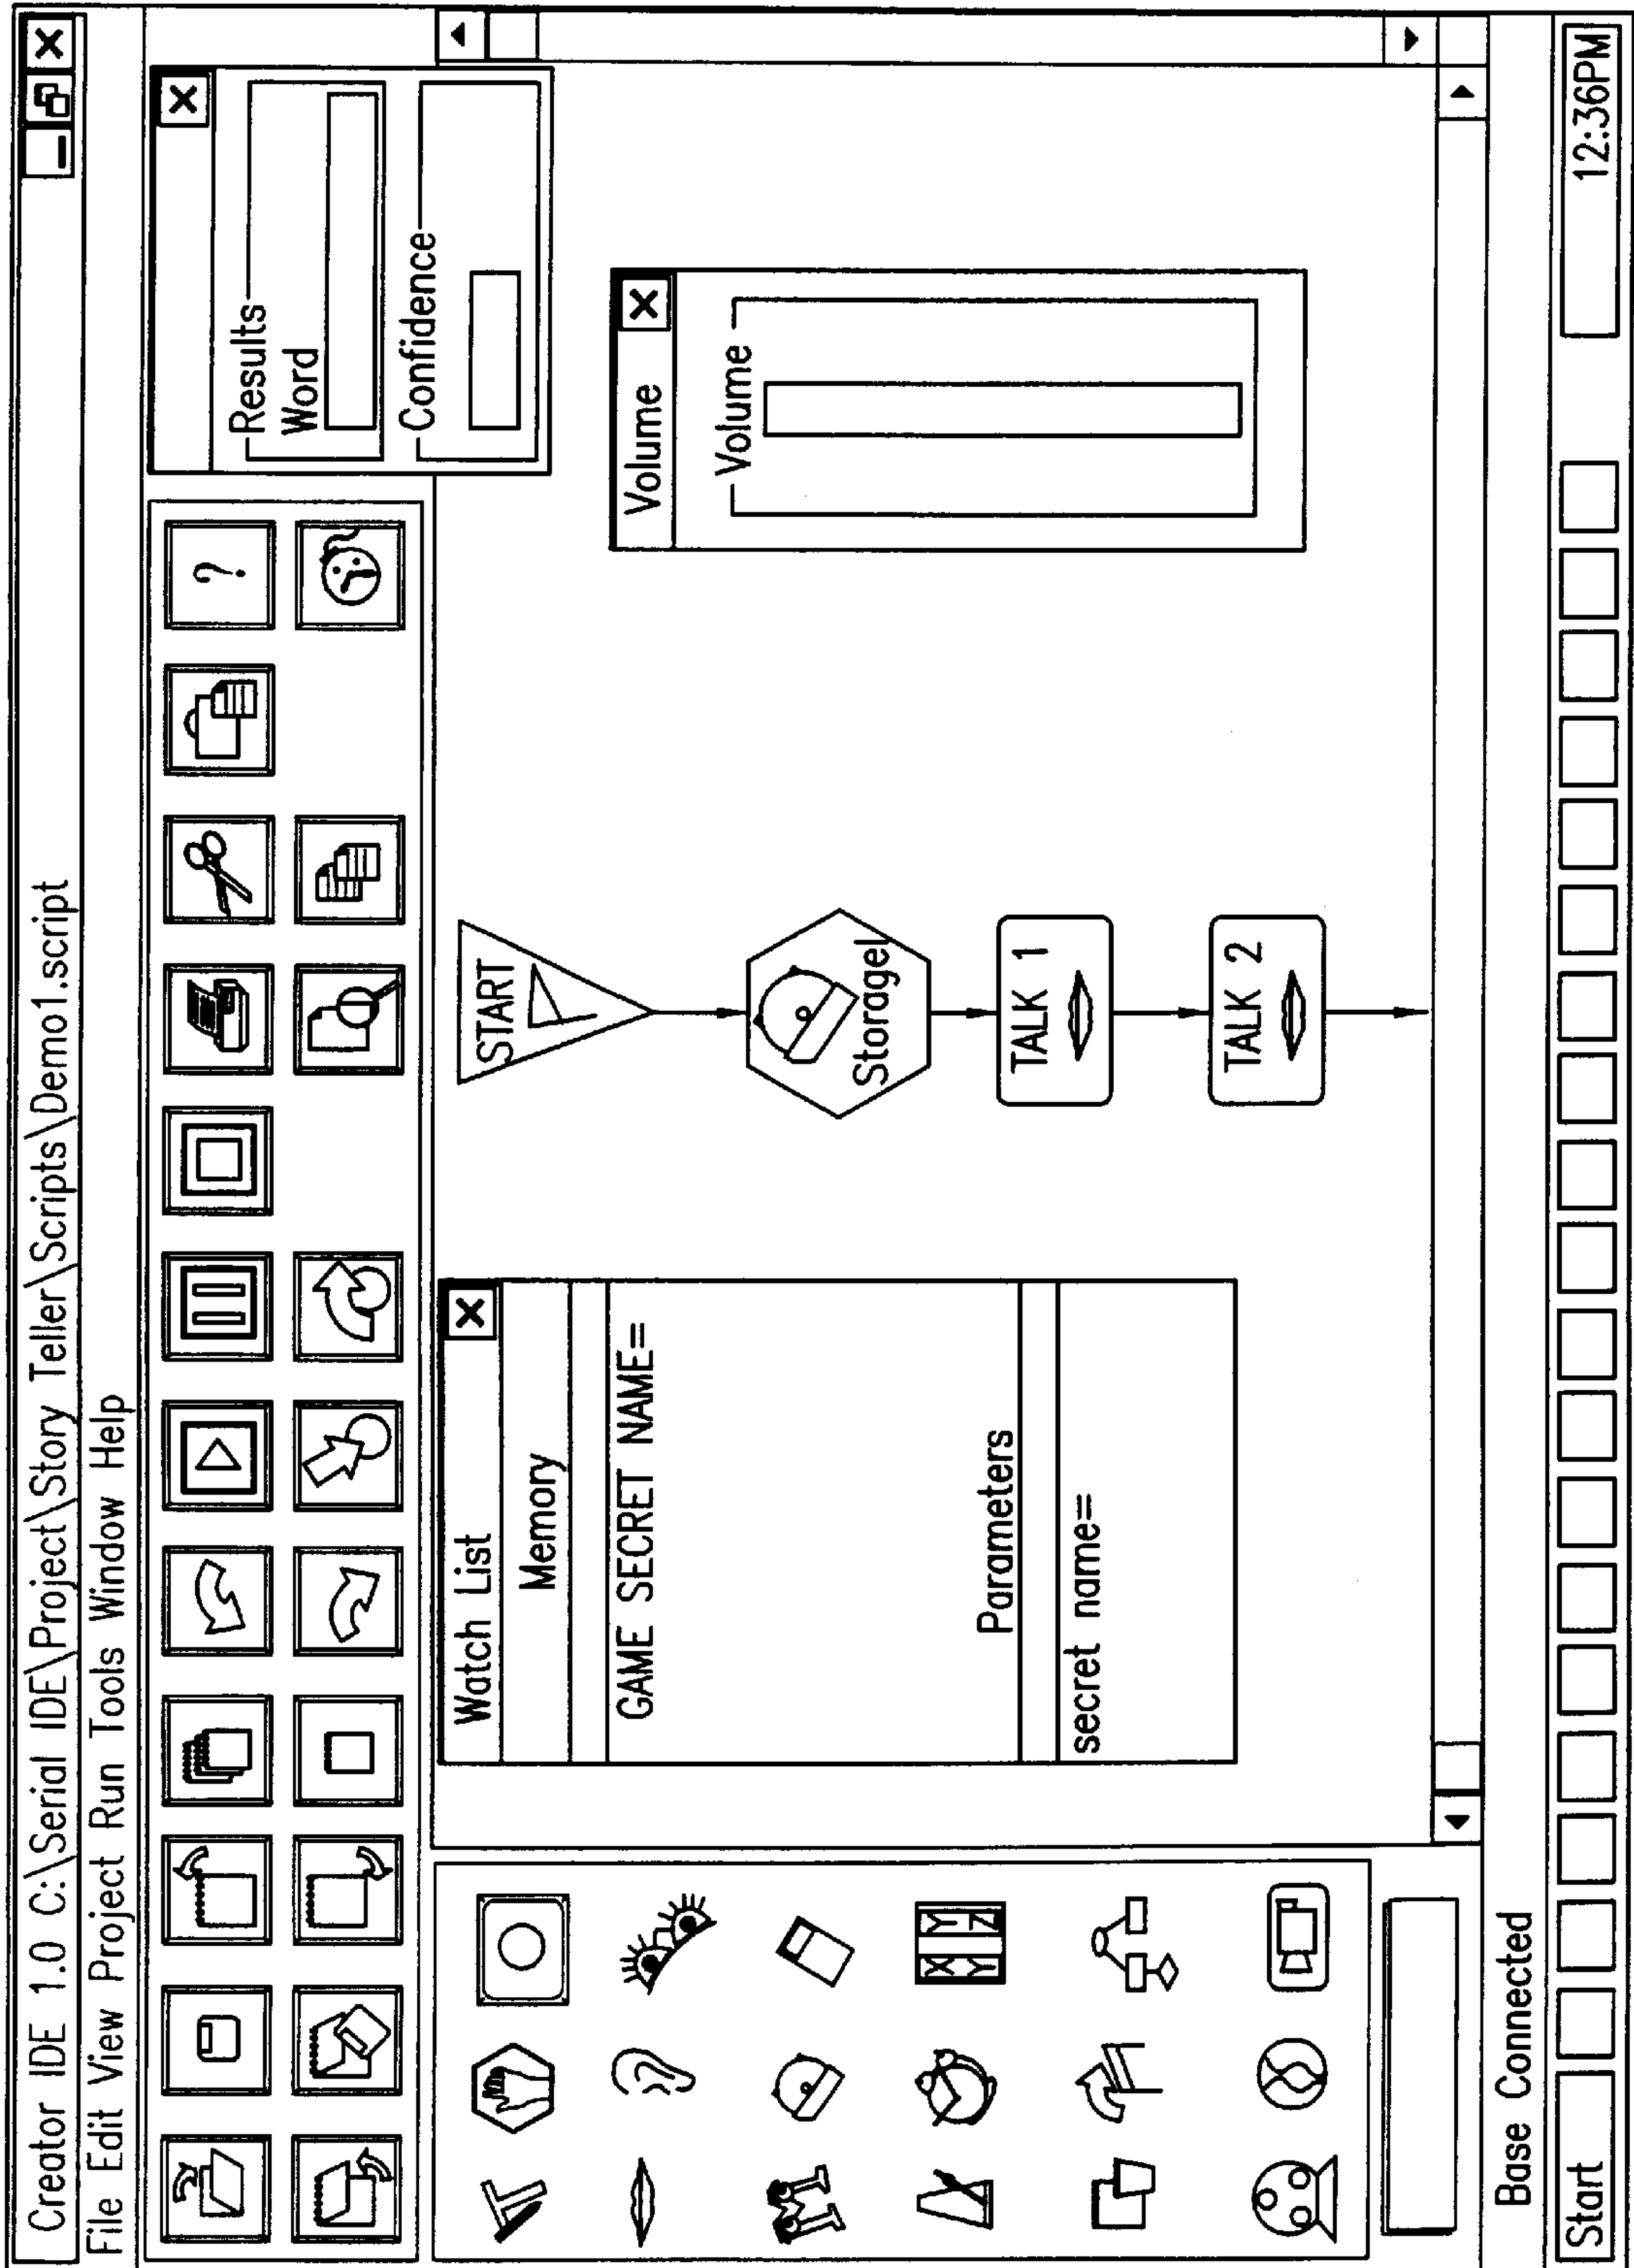 Creator IDE 1.0 C:\Serial IDE\Project\Story Teller\Scripts\Demo1.script
File Edit View Project Run Tools Window Help
?
Results
Word
Confidence
Watch List
Memory
GAME SECRET NAME=
Parameters
secret name=
START
Storagel
TALK 1
TALK 2
Volume
Volume
X Y
Y Z
Base Connected
Start
12:36PM